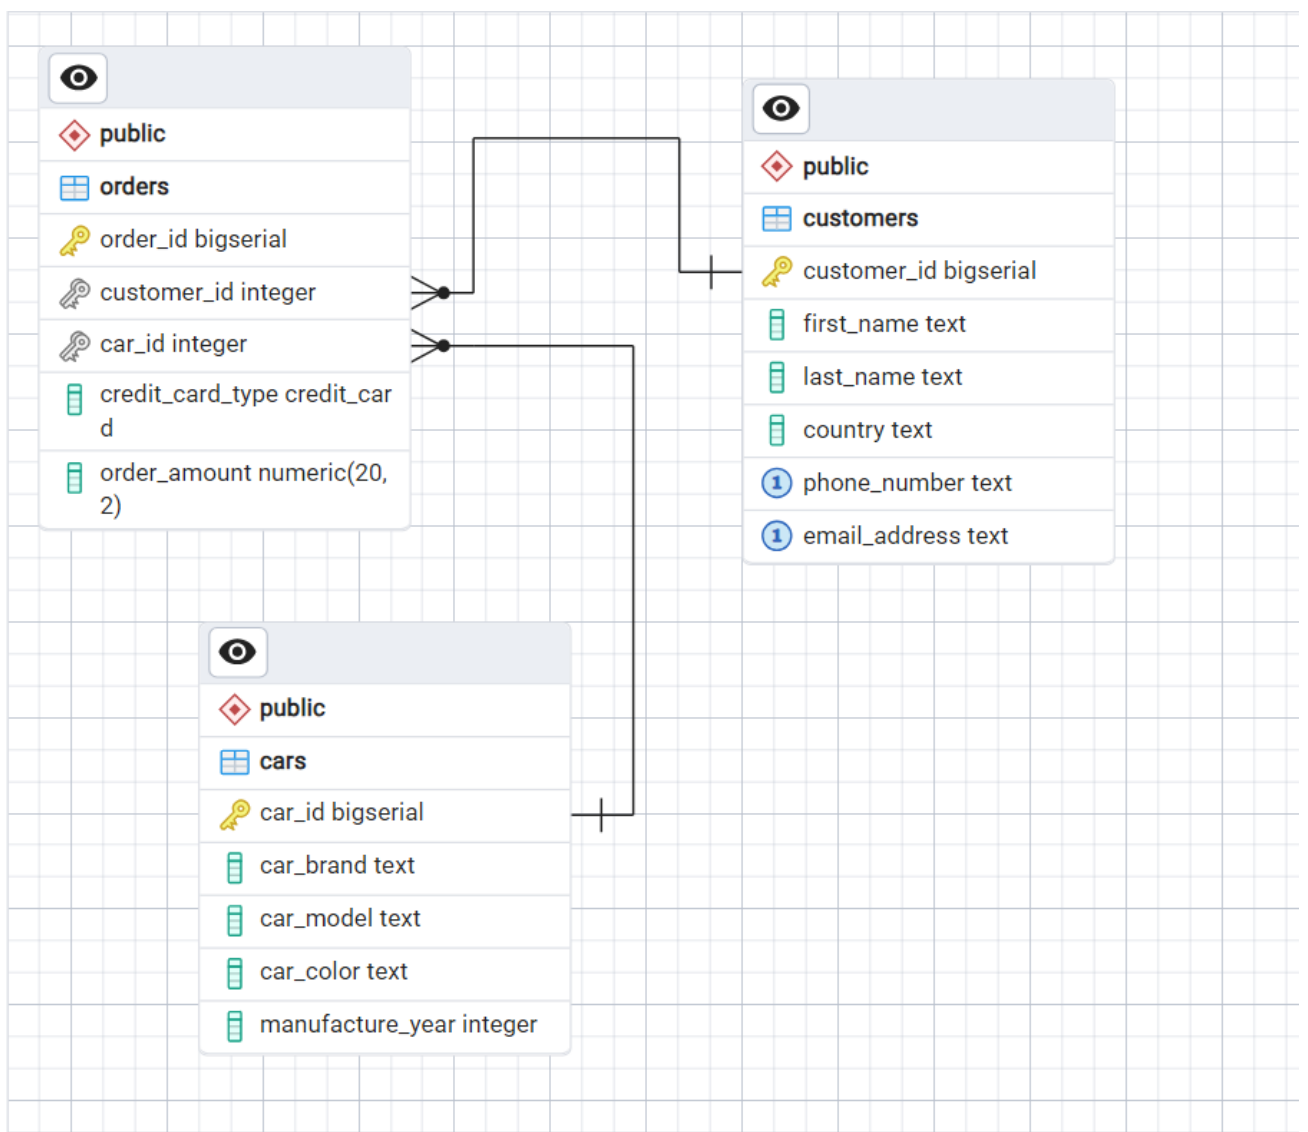 public
orders
order_id bigserial
customer_id integer
car_id integer
credit_card_type credit_car
d
order_amount numeric(20,
2)
public
customers
customer_id bigserial
first_name text
last_name text
country text
1 phone_number text
1 email_address text
public
cars
car_id bigserial
car_brand text
car_model text
car_color text
manufacture_year integer